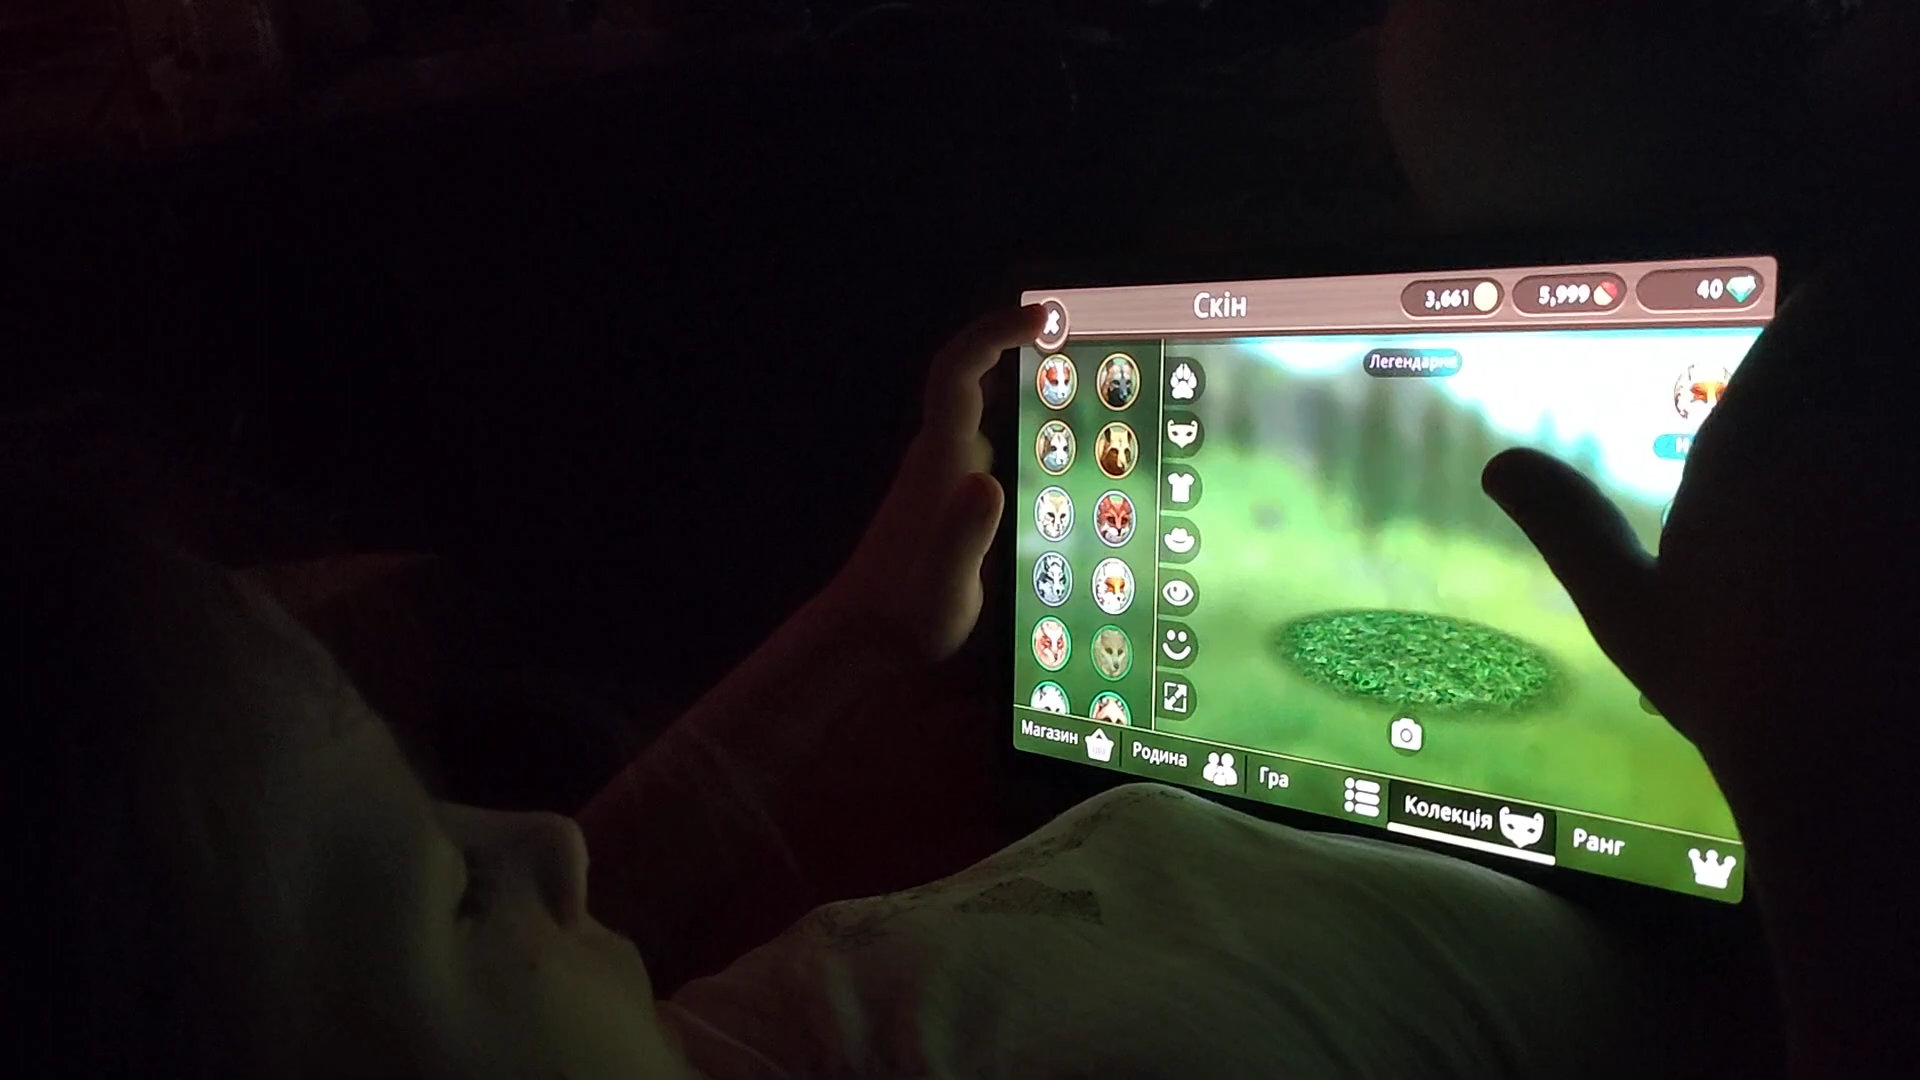 Скін
3,661
5,999
40
Легендарні
Магазин
Родина
Гра
Колекція
Ранг